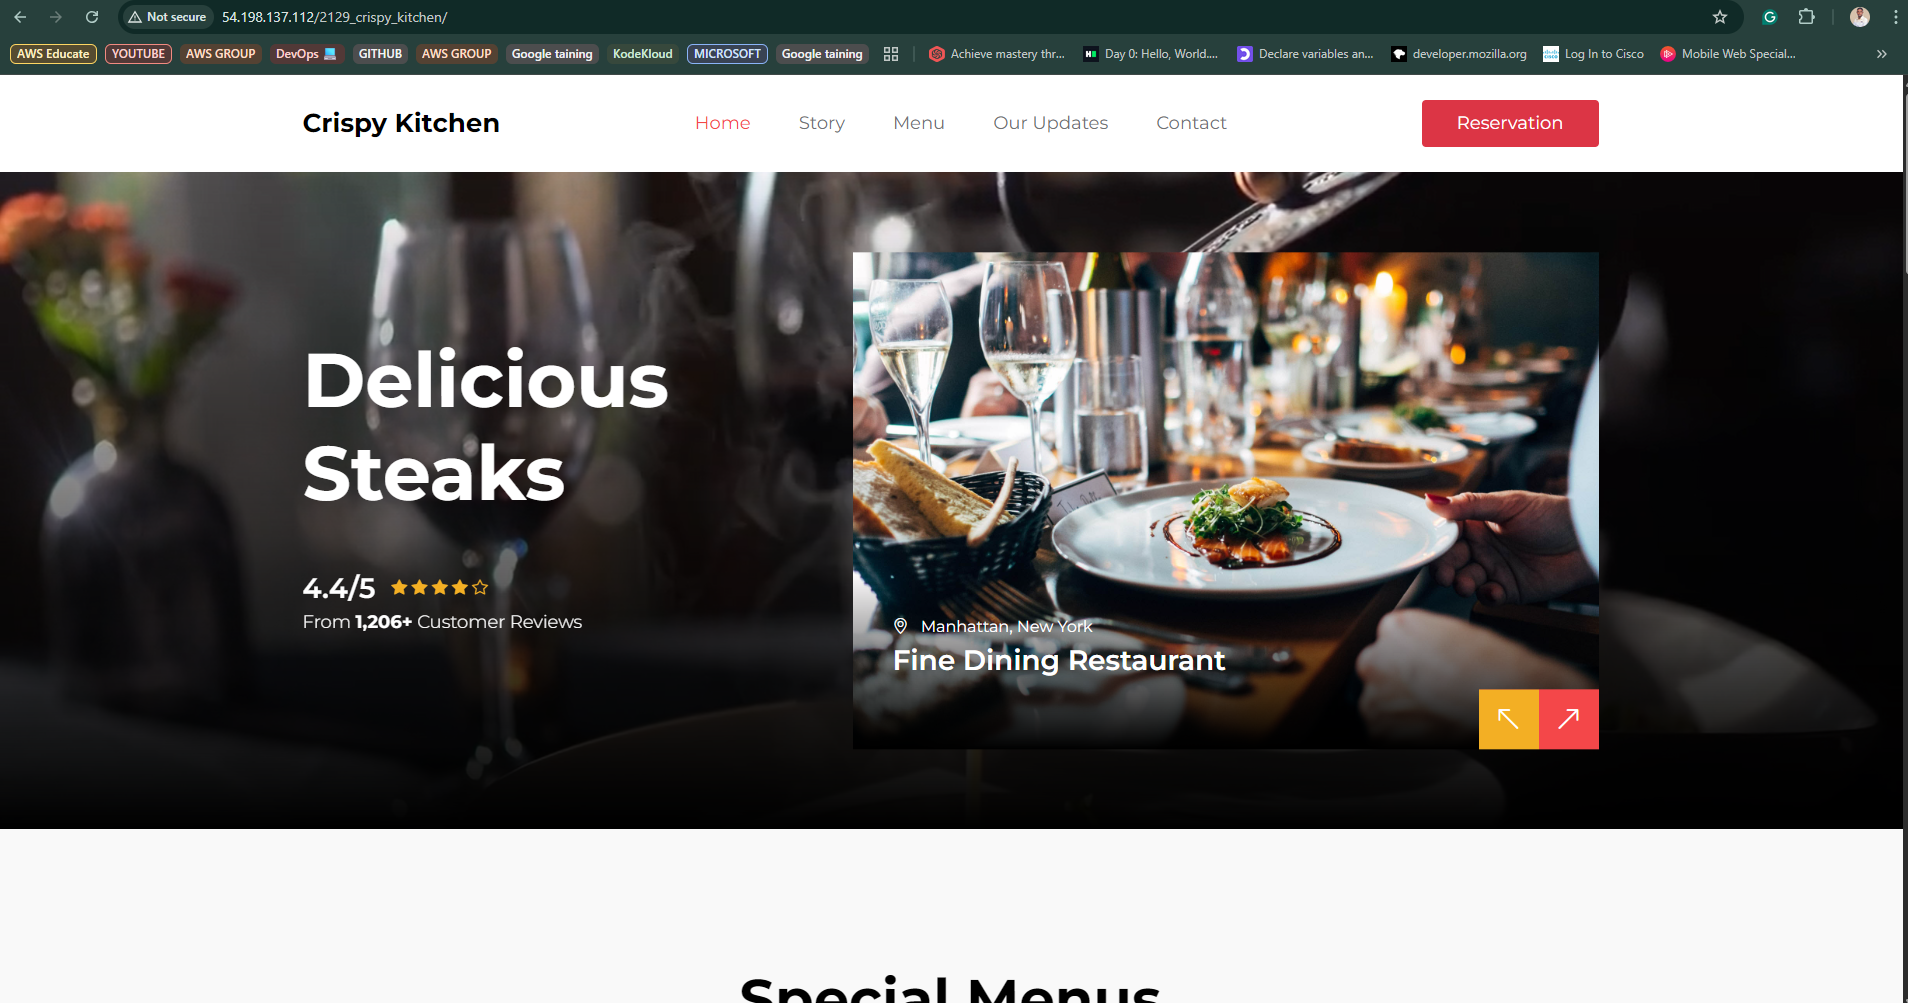 Not secure 54.198.137.112/2129_crispy_kitchen/
AWS Educate YOUTUBE AWS GROUP DevOps 💻 GITHUB AWS GROUP Google taining KodeKloud MICROSOFT Google taining Achieve mastery thr... Day 0: Hello, World.... Declare variables an... developer.mozilla.org Log In to Cisco Mobile Web Special...
Crispy Kitchen Home Story Menu Our Updates Contact Reservation
Delicious
Steaks
4.4/5
From 1,206+ Customer Reviews
Manhattan, New York
Fine Dining Restaurant
Special Menus